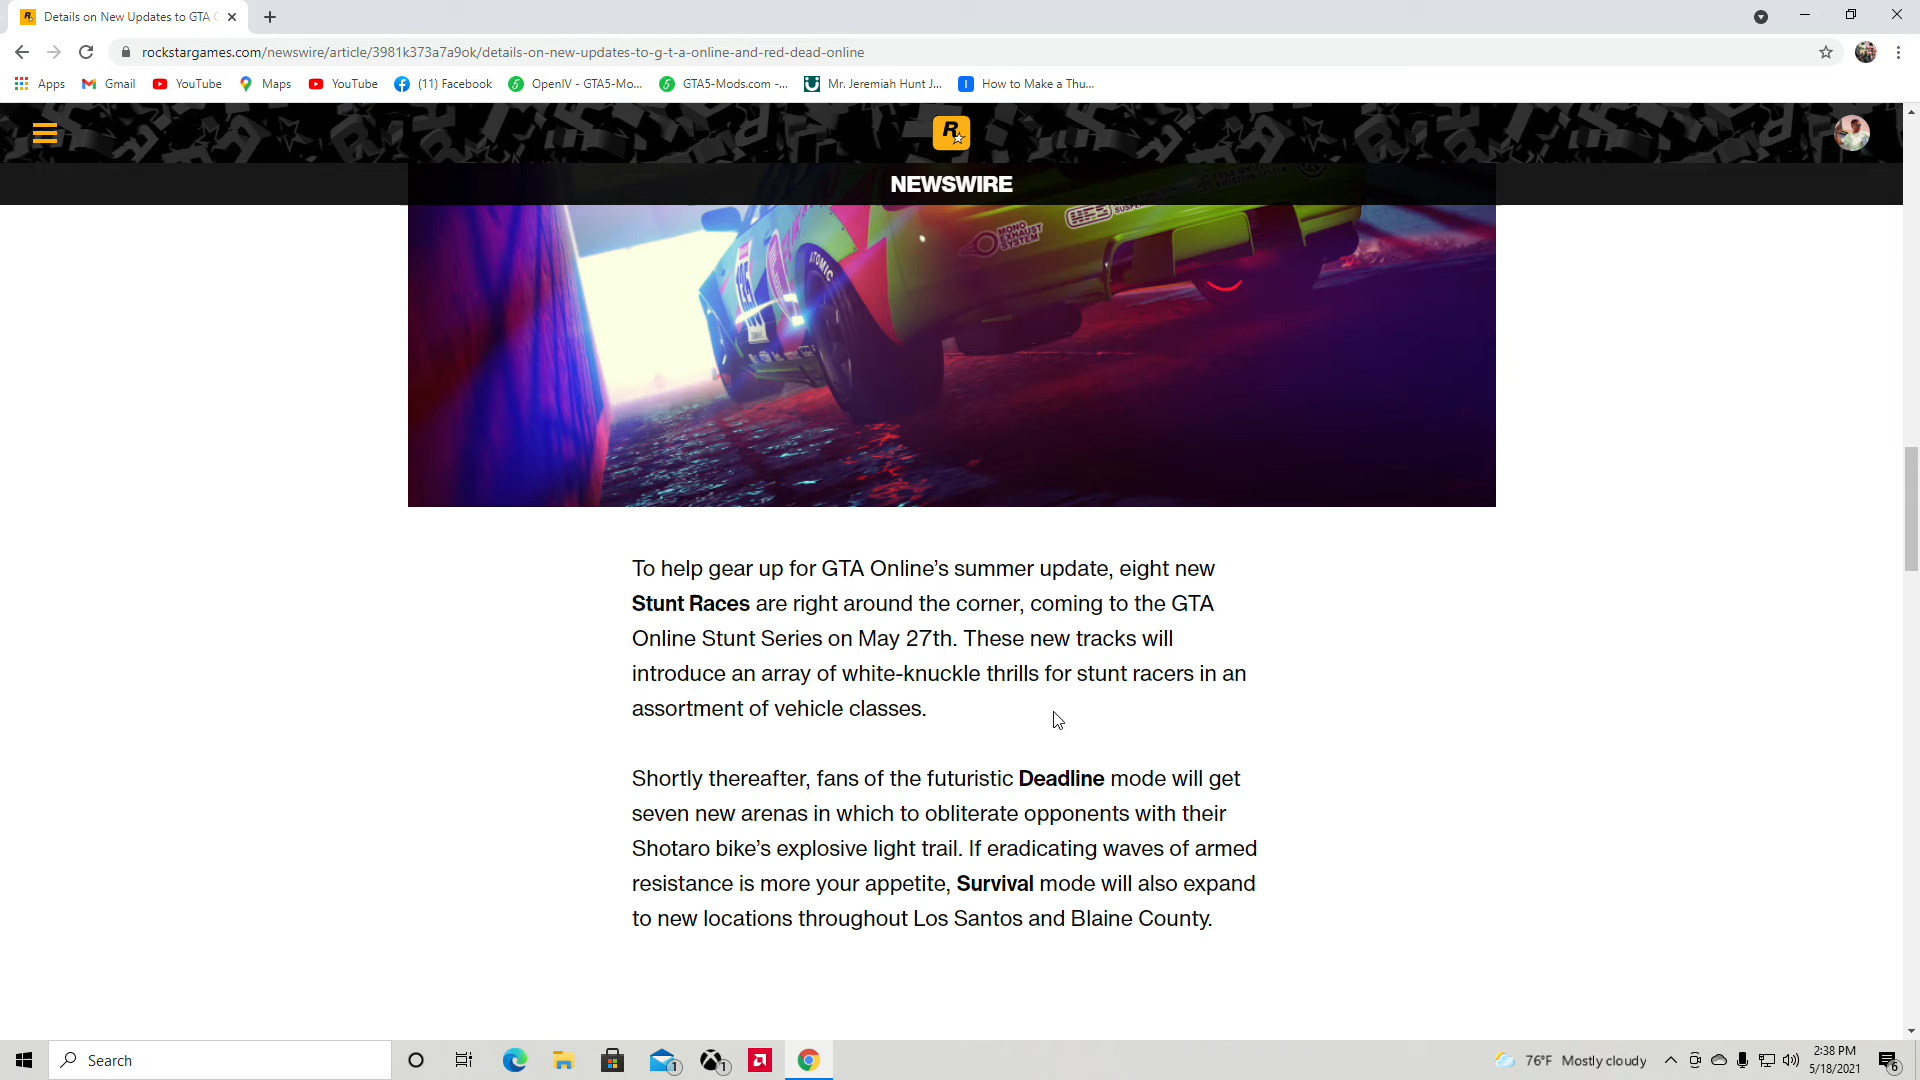 Details on New Updates to GTA
rockstargames.com/newswire/article/3981k373a7a9ok/details-on-new-updates-to-g-t-a-online-and-red-dead-online
Apps Gmail YouTube Maps YouTube (11) Facebook OpenIV - GTA5-Mo... GTA5-Mods.com -... Mr. Jeremiah Hunt J... How to Make a Thu...
R
NEWSWIRE
MONO EXHAUST SYSTEM
ATOMIC
To help gear up for GTA Online's summer update, eight new
Stunt Races are right around the corner, coming to the GTA
Online Stunt Series on May 27th. These new tracks will
introduce an array of white-knuckle thrills for stunt racers in an
assortment of vehicle classes.
Shortly thereafter, fans of the futuristic Deadline mode will get
seven new arenas in which to obliterate opponents with their
Shotaro bike's explosive light trail. If eradicating waves of armed
resistance is more your appetite, Survival mode will also expand
to new locations throughout Los Santos and Blaine County.
Search
1
1
76°F Mostly cloudy
2:38 PM
5/18/2021
6